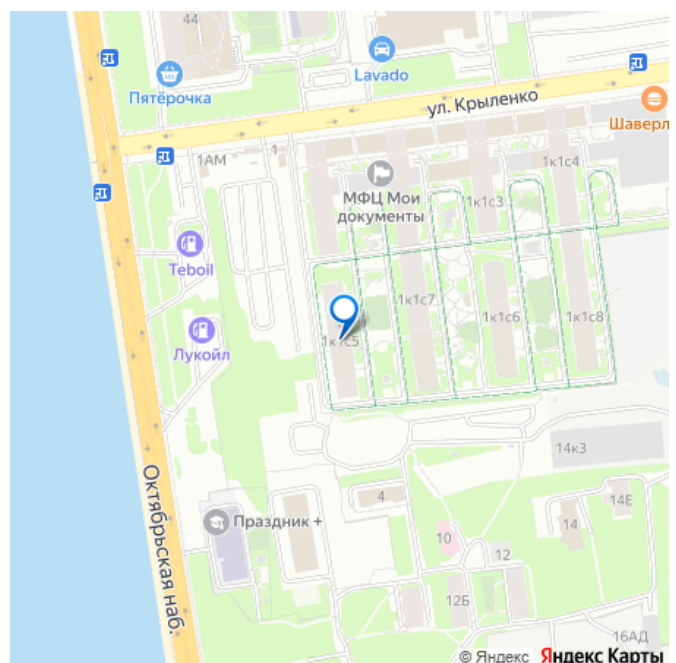 44
Lavado
Пятёрочка
ул. Крыленко
Шаверл
1АМ
1
1к1с4
МФЦ Мои
документы
1к1с3
Teboil
1к1с7
1к1с6
1к1с8
Лукойл
1к1с5
14к3
Октябрьская наб.
4
14Е
Праздник +
14
10
12
12Б
16АД
© Яндекс Яндекс Карты